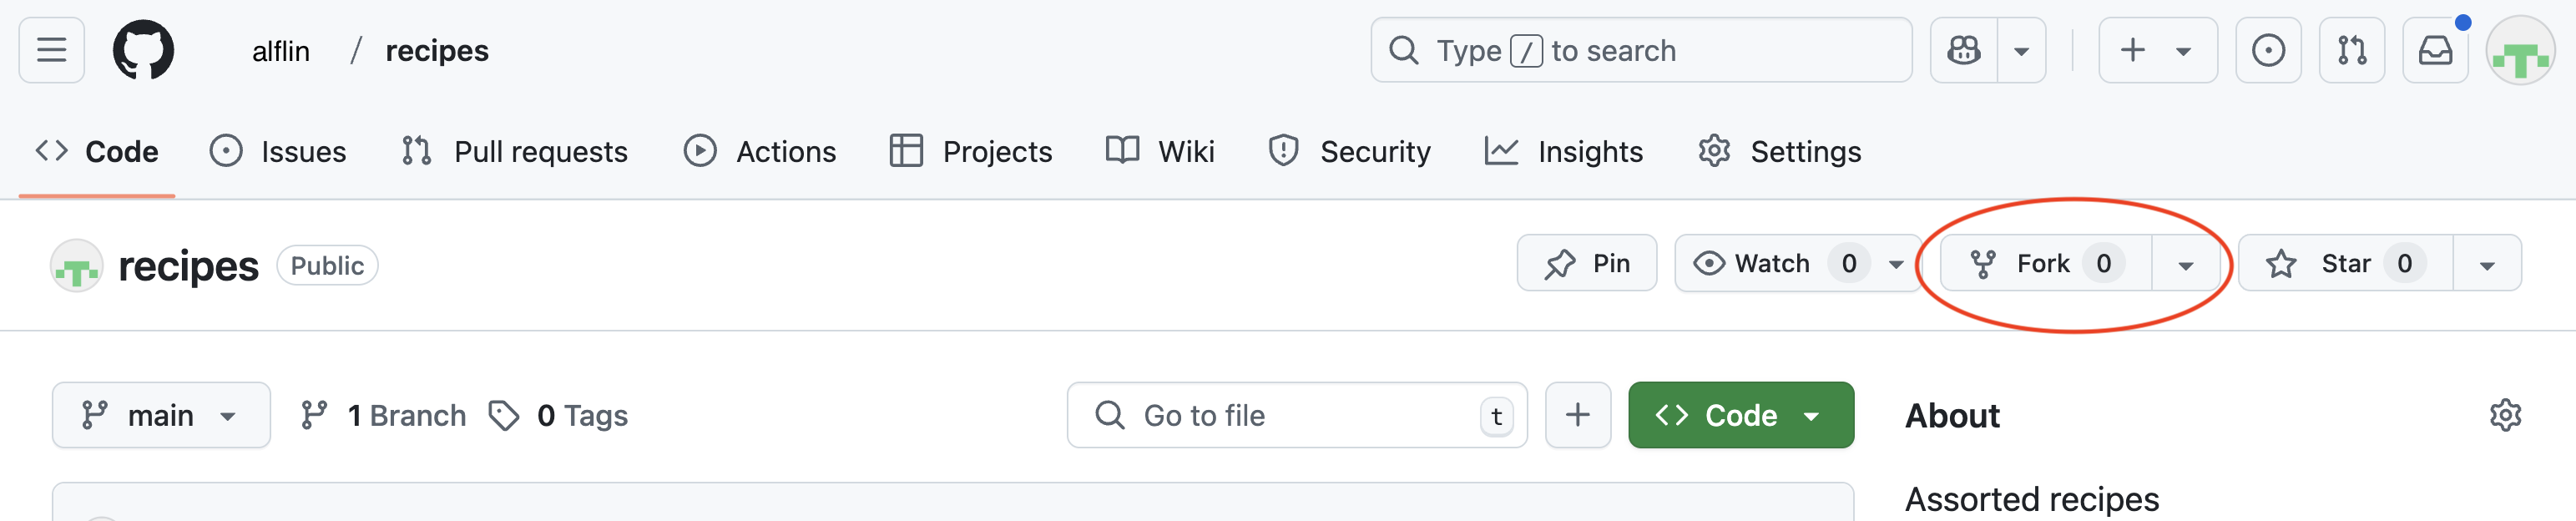 alflin / recipes Type / to search
Code Issues Pull requests Actions Projects Wiki Security Insights Settings
recipes Public Pin Watch 0 Fork 0 Star 0
main 1 Branch 0 Tags Go to file t Code About
Assorted recipes